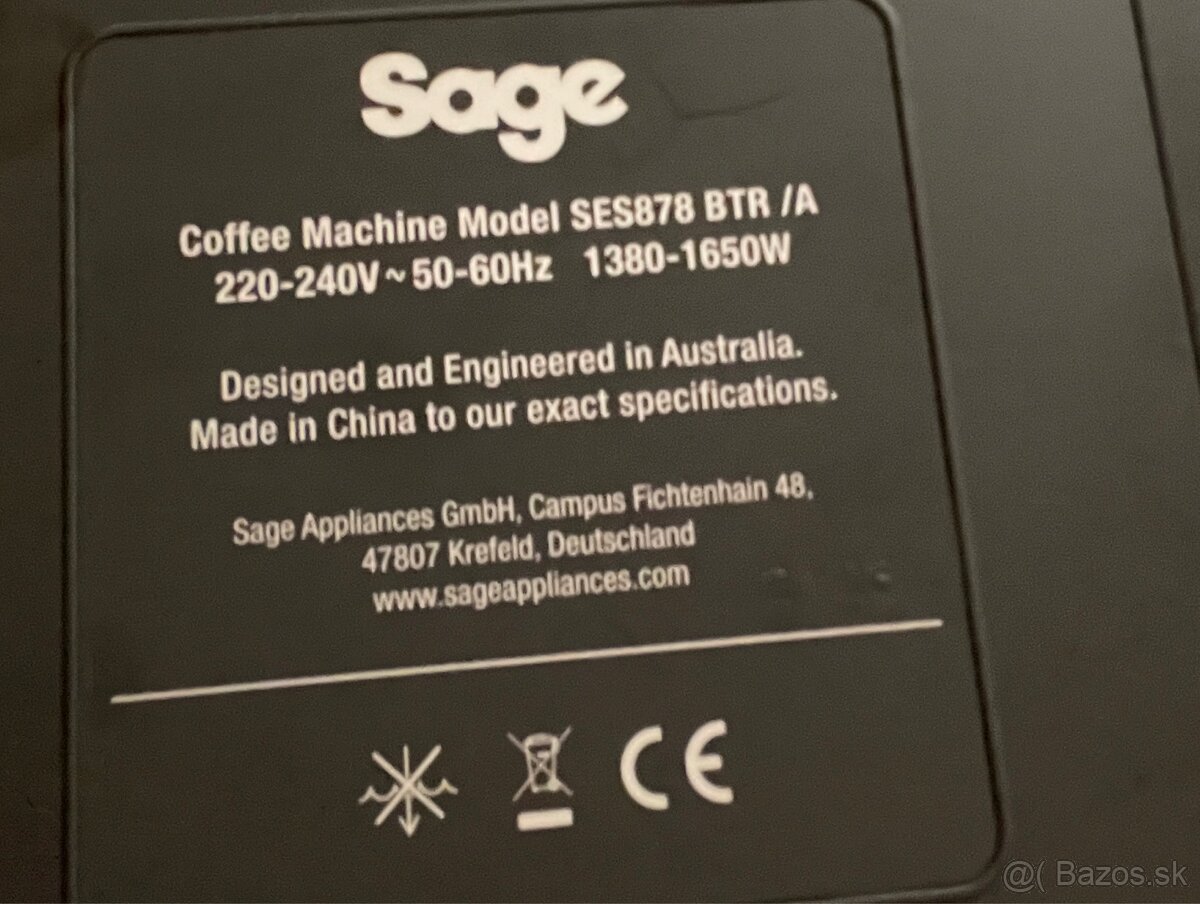 Sage
Coffee Machine Model SES878 BTR /A
220-240V~50-60Hz 1380-1650W
Designed and Engineered in Australia.
Made in China to our exact specifications.
Sage Appliances GmbH, Campus Fichtenhain 48,
47807 Krefeld, Deutschland
www.sageappliances.com
CE
@( Bazos.sk